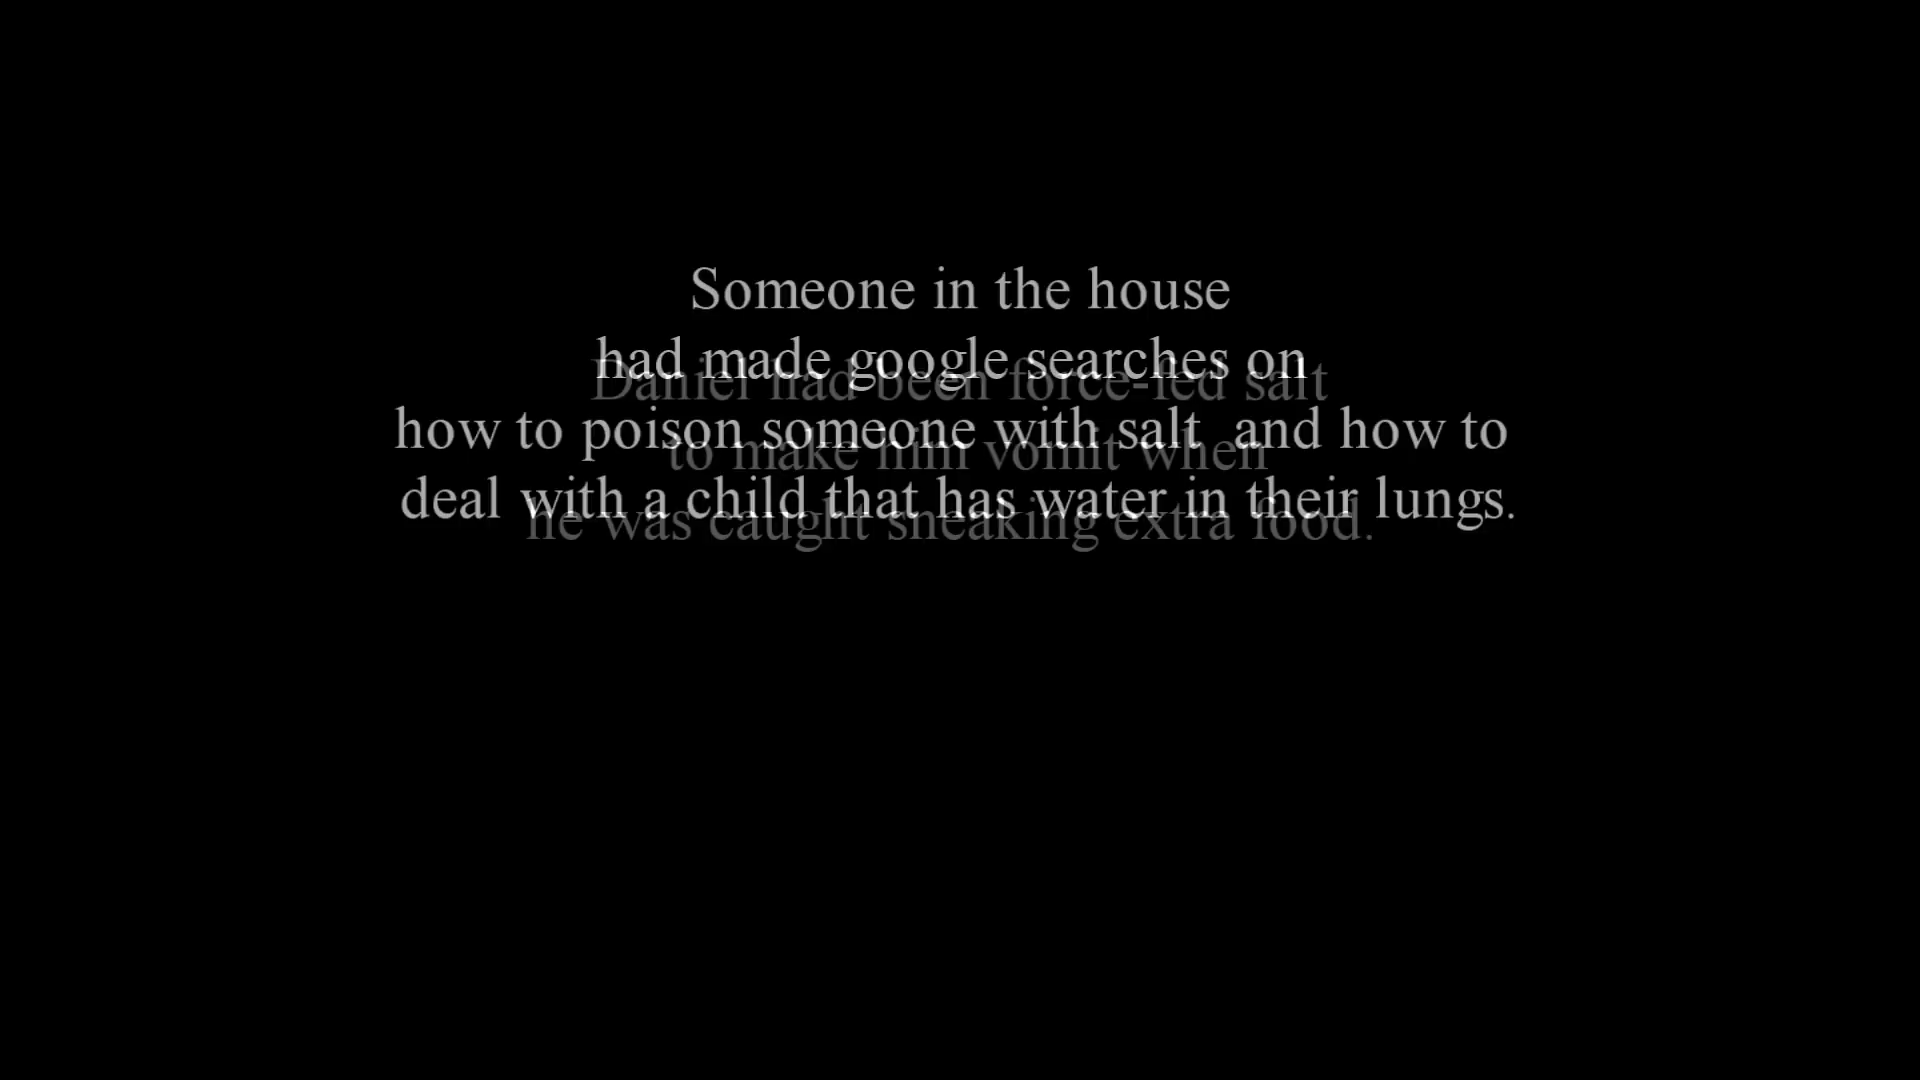 Someone in the house
had made google searches on
Daniel had been force-fed salt
how to poison someone with salt  and how to
to make him vomit when
deal with a child that has water in their lungs.
he was caught sneaking extra food.